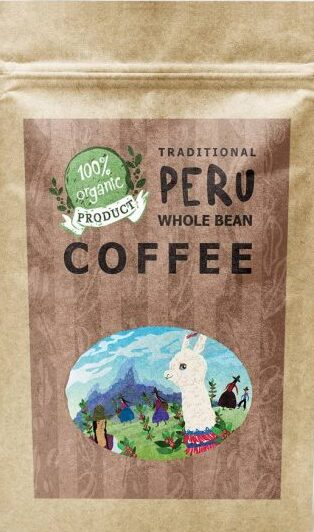 100%
organic
PRODUCT
TRADITIONAL
PERU
WHOLE BEAN
COFFEE